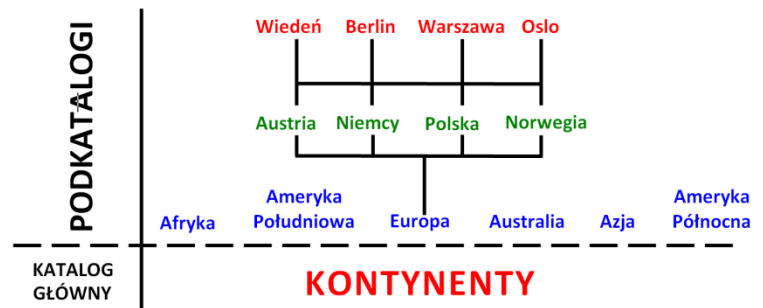 PODKATALOGI
Wiedeń Berlin Warszawa Oslo
Austria Niemcy Polska Norwegia
Afryka
Ameryka
Południowa
Europa
Australia
Azja
Ameryka
Północna
KATALOG
GŁÓWNY
KONTYNENTY